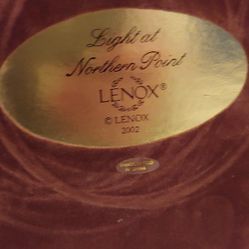 Light at
Northern Point
LENOX®
© LENOX
2002